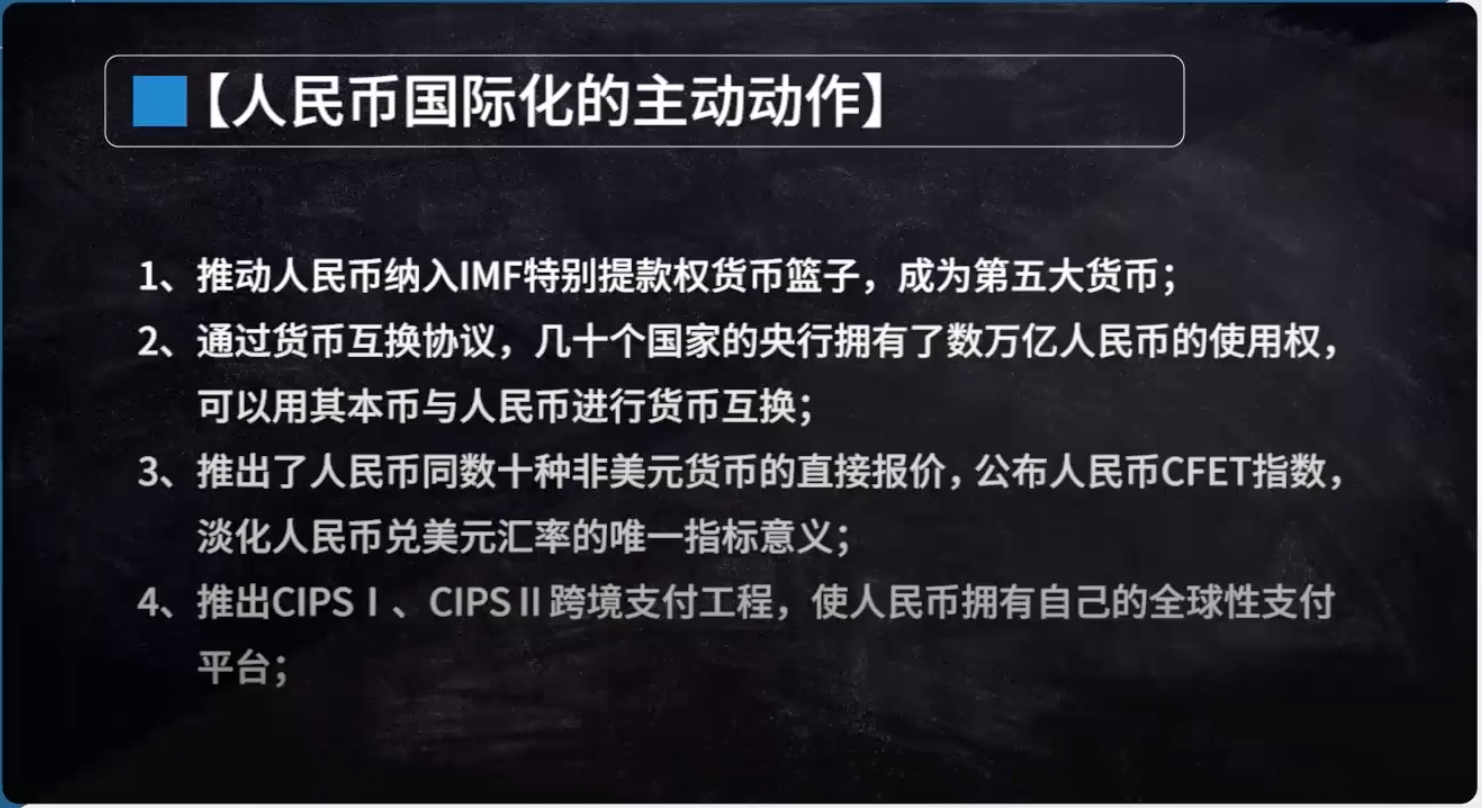 【人民币国际化的主动动作】
1、推动人民币纳入IMF特别提款权货币篮子，成为第五大货币；
2、通过货币互换协议，几十个国家的央行拥有了数万亿人民币的使用权，
可以用其本币与人民币进行货币互换；
3、推出了人民币同数十种非美元货币的直接报价，公布人民币CFET指数，
淡化人民币兑美元汇率的唯一指标意义；
4、推出CIPSⅠ、CIPSⅡ跨境支付工程，使人民币拥有自己的全球性支付
平台；